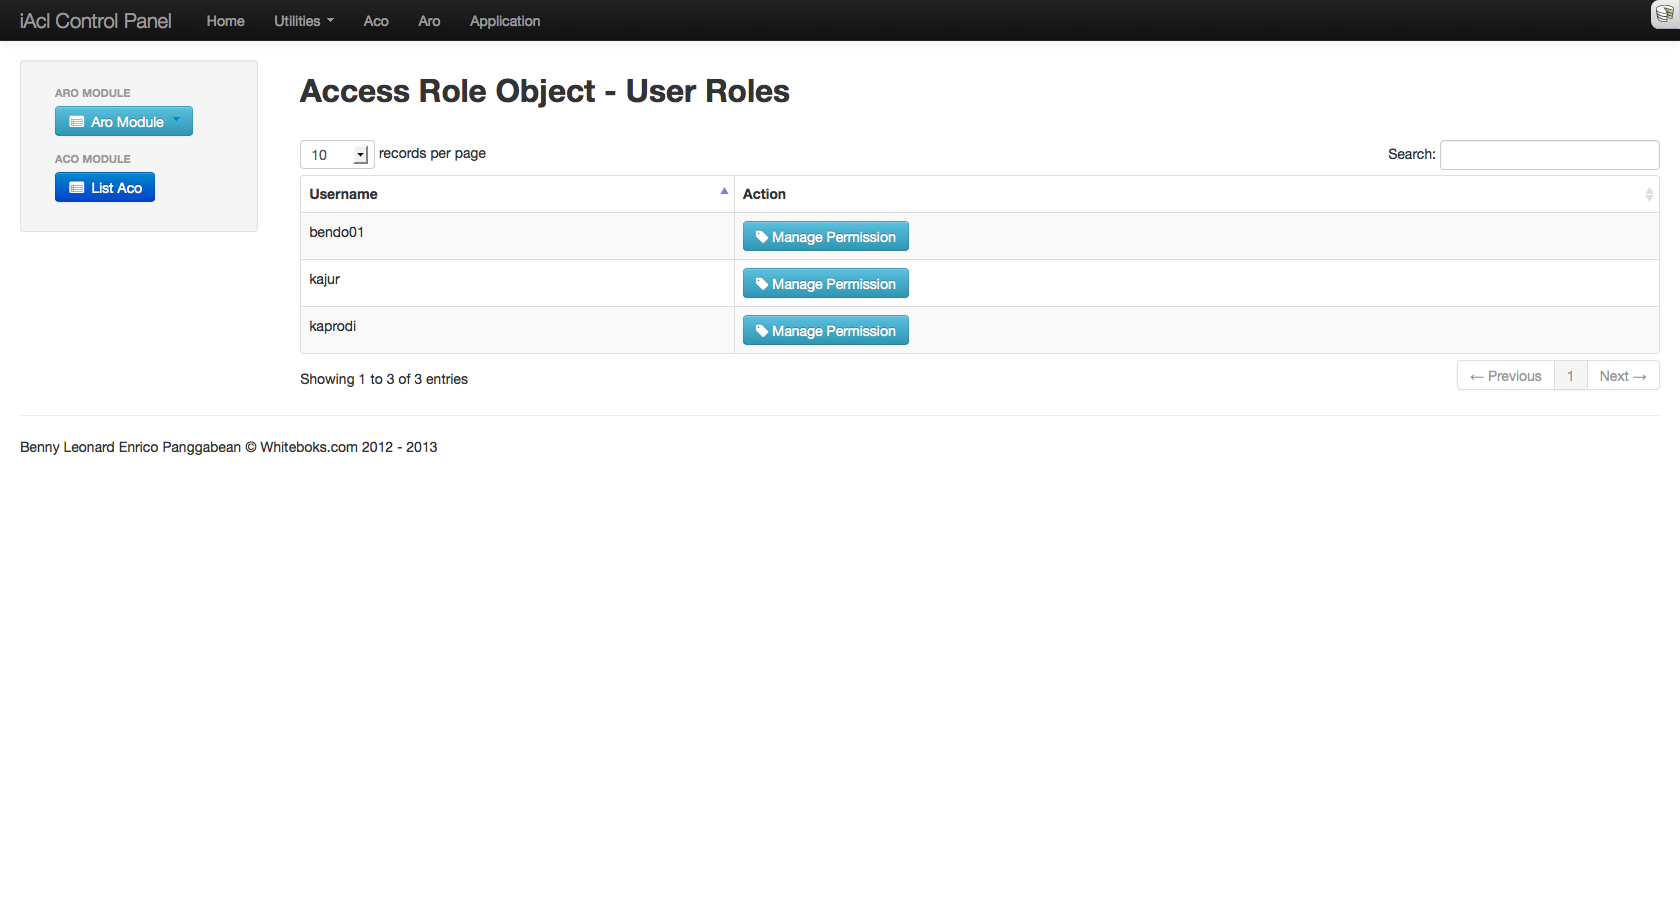 iAcl Control Panel Home Utilities Aco Aro Application
ARO MODULE
Aro Module
ACO MODULE
List Aco
Access Role Object - User Roles
10 records per page Search:
Username Action
bendo01 Manage Permission
kajur Manage Permission
kaprodi Manage Permission
Showing 1 to 3 of 3 entries ← Previous 1 Next →
Benny Leonard Enrico Panggabean © Whiteboks.com 2012 - 2013